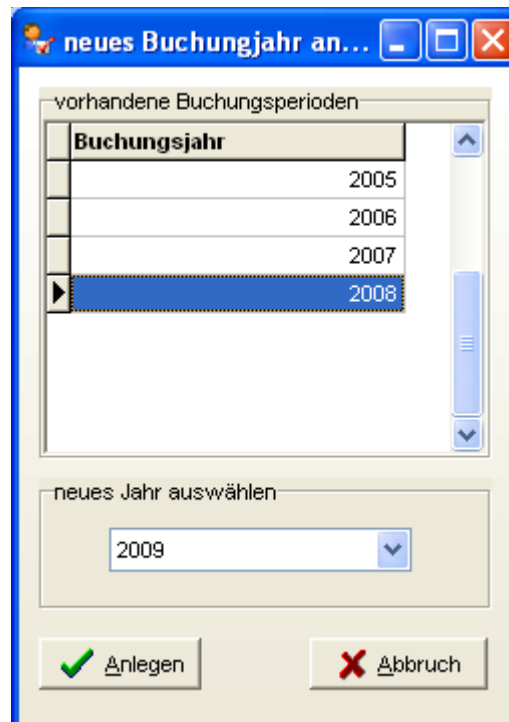 neues Buchungjahr an...
vorhandene Buchungsperioden
Buchungsjahr
2005
2006
2007
2008
neues Jahr auswählen
2009
Anlegen
Abbruch